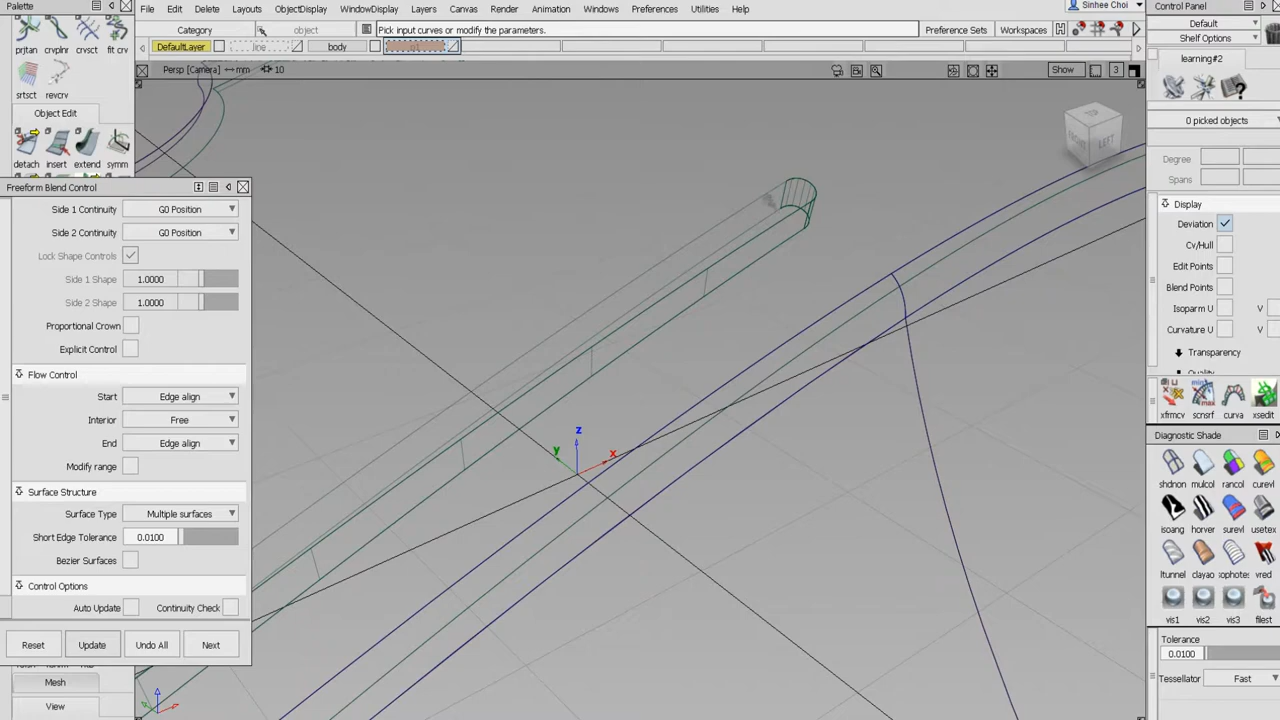 Palette
File Edit Delete Layouts ObjectDisplay WindowDisplay Layers Canvas Render Animation Windows Preferences Utilities Help
Sinhee Choi
Control Panel
prjtan crvplnr crvsct fit crv
Category object Pick input curves or modify the parameters.
Preference Sets Workspaces
Default
Shelf Options
DefaultLayer line body
learning#2
Persp [Camera] mm 10
Show 3
srtsct revcrv
Object Edit
0 picked objects
detach insert extend symm
Degree
Spans
Freeform Blend Control
Side 1 Continuity G0 Position
Side 2 Continuity G0 Position
Lock Shape Controls
Side 1 Shape 1.0000
Side 2 Shape 1.0000
Proportional Crown
Explicit Control
Flow Control
Start Edge align
Interior Free
End Edge align
Modify range
Surface Structure
Surface Type Multiple surfaces
Short Edge Tolerance 0.0100
Bezier Surfaces
Control Options
Auto Update Continuity Check
Reset Update Undo All Next
Mesh
View
LEFT
z
y
x
Display
Deviation
Cv/Hull
Edit Points
Blend Points
Isoparm U V
Curvature U V
Transparency
xfrmcv scnsrf curva xsedit
Diagnostic Shade
shdnon mulcol rancol curevl
isoang horver surevl usetex
ltunnel clayao sophotes vred
vis1 vis2 vis3 filest
Tolerance
0.0100
Tessellator Fast